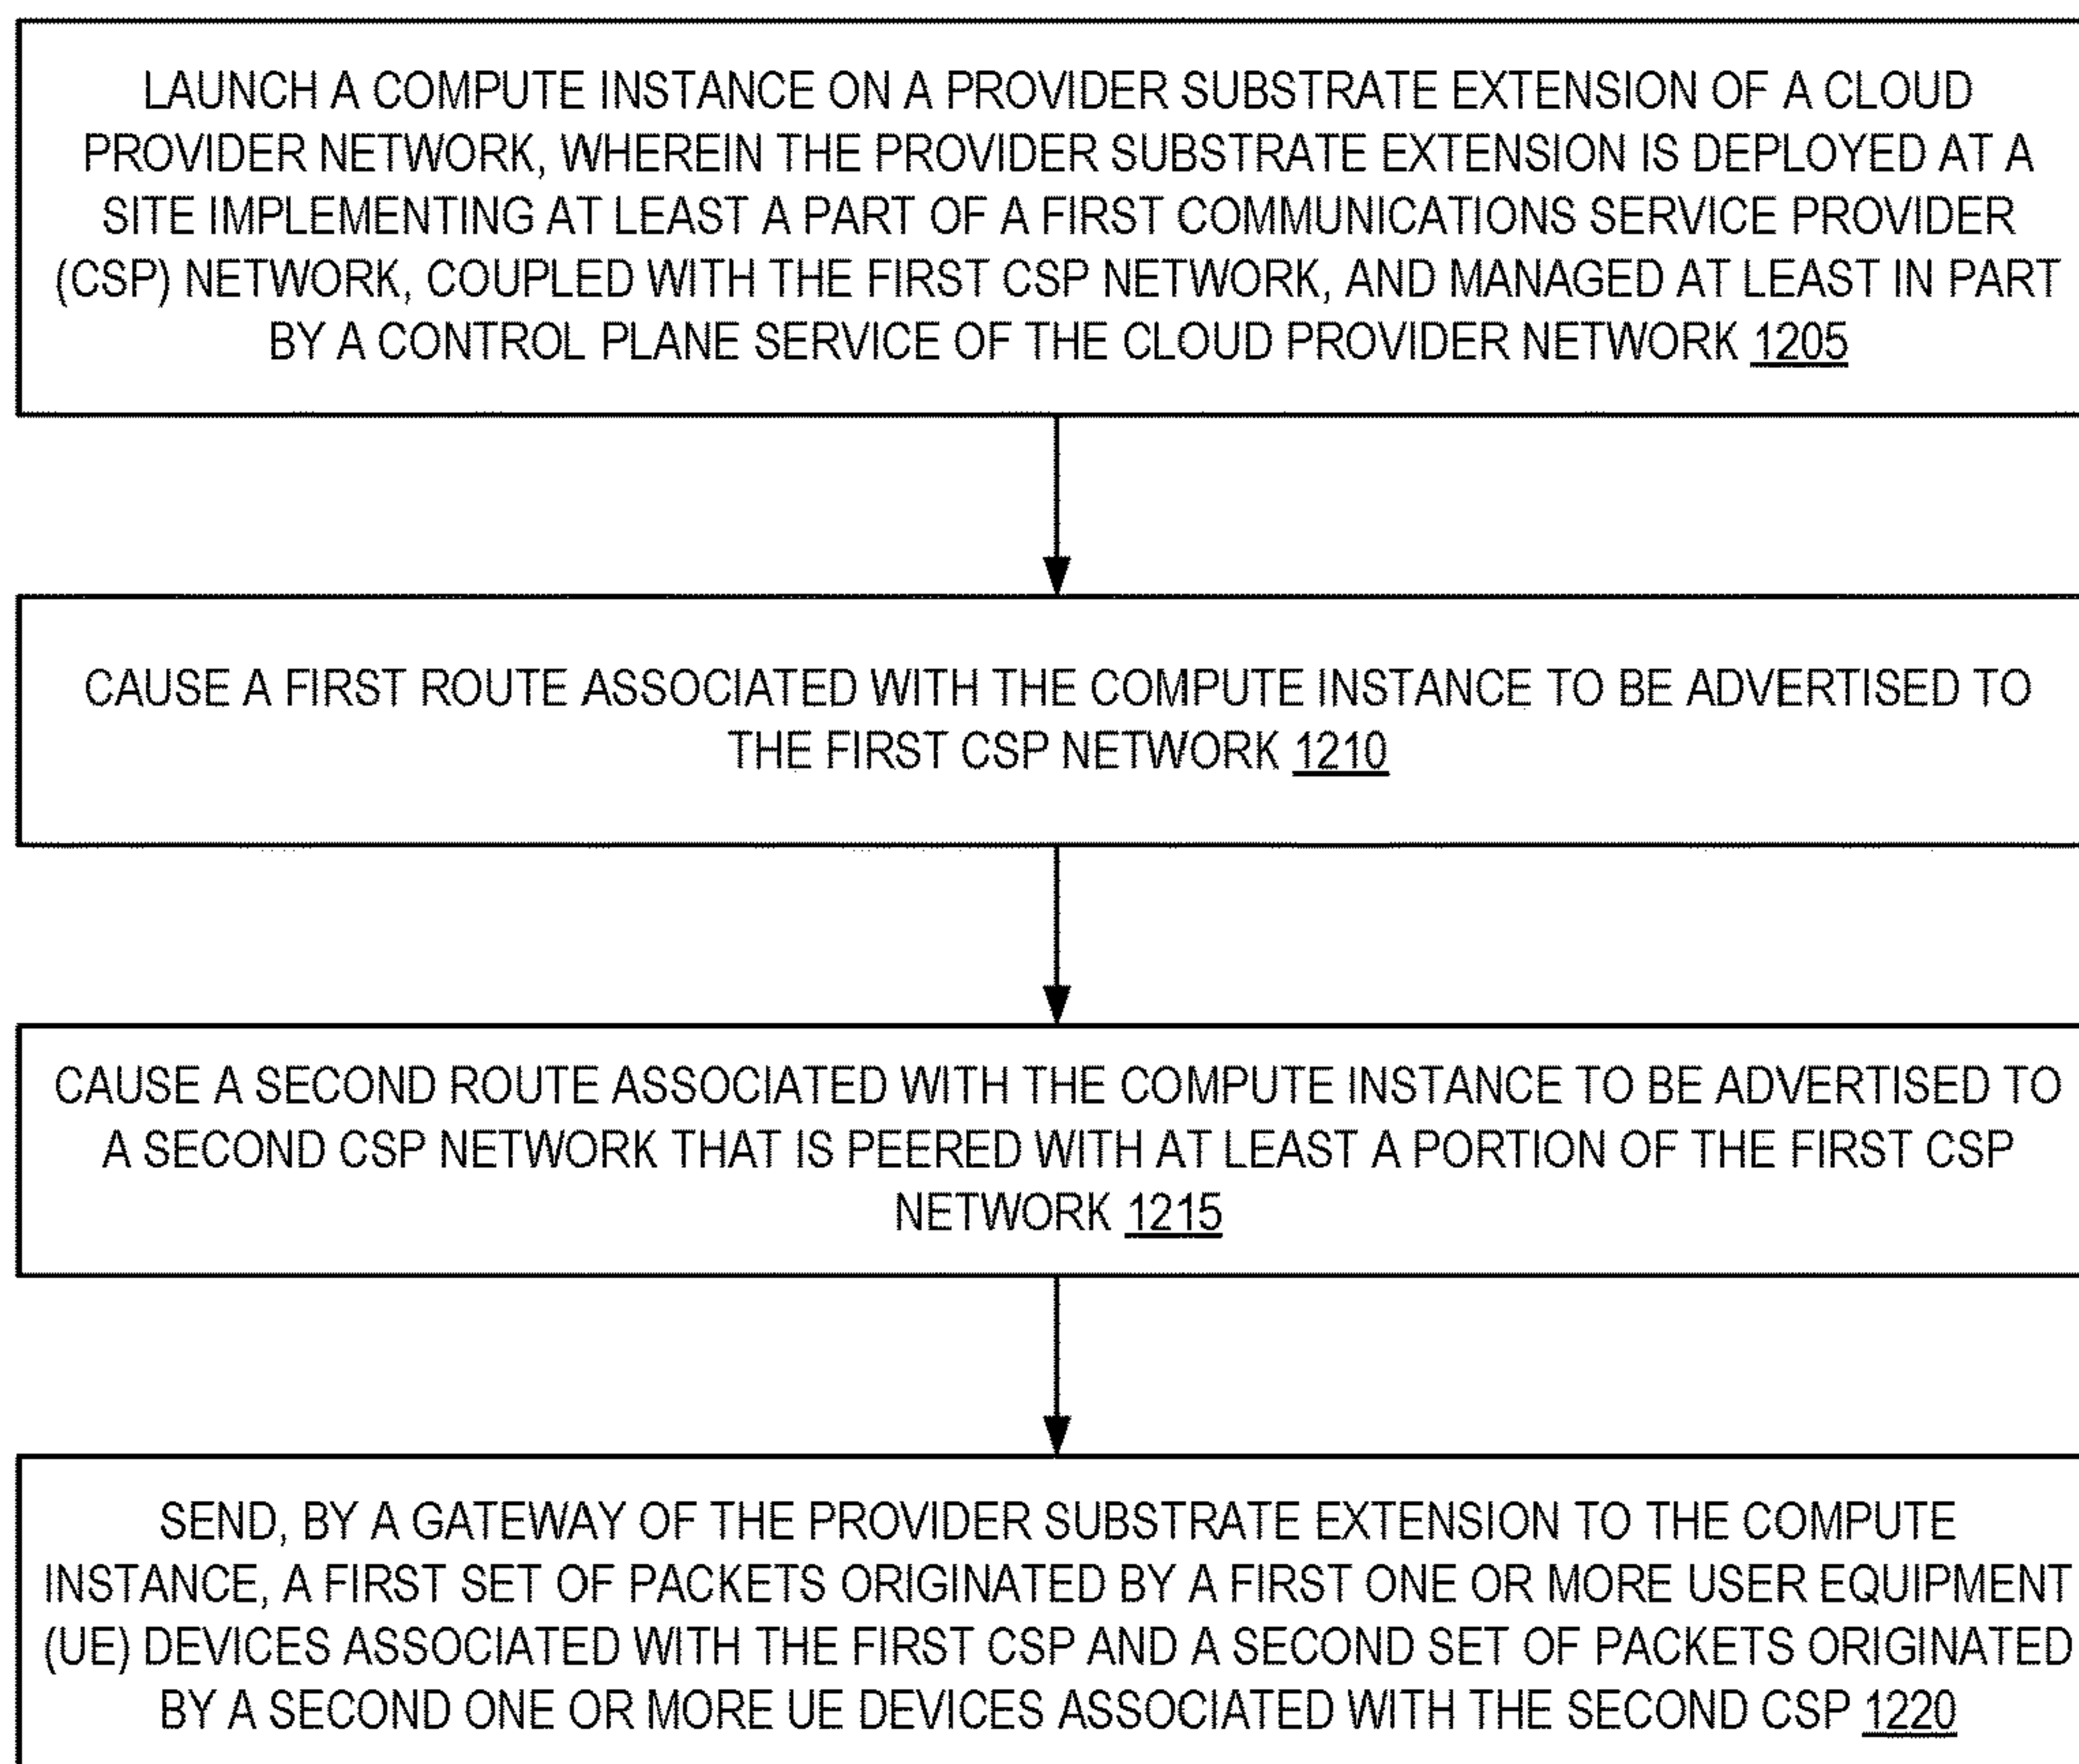 LAUNCH A COMPUTE INSTANCE ON A PROVIDER SUBSTRATE EXTENSION OF A CLOUD
PROVIDER NETWORK, WHEREIN THE PROVIDER SUBSTRATE EXTENSION IS DEPLOYED AT A
SITE IMPLEMENTING AT LEAST A PART OF A FIRST COMMUNICATIONS SERVICE PROVIDER
(CSP) NETWORK, COUPLED WITH THE FIRST CSP NETWORK, AND MANAGED AT LEAST IN PART
BY A CONTROL PLANE SERVICE OF THE CLOUD PROVIDER NETWORK 1205
CAUSE A FIRST ROUTE ASSOCIATED WITH THE COMPUTE INSTANCE TO BE ADVERTISED TO
THE FIRST CSP NETWORK 1210
CAUSE A SECOND ROUTE ASSOCIATED WITH THE COMPUTE INSTANCE TO BE ADVERTISED TO
A SECOND CSP NETWORK THAT IS PEERED WITH AT LEAST A PORTION OF THE FIRST CSP
NETWORK 1215
SEND, BY A GATEWAY OF THE PROVIDER SUBSTRATE EXTENSION TO THE COMPUTE
INSTANCE, A FIRST SET OF PACKETS ORIGINATED BY A FIRST ONE OR MORE USER EQUIPMENT
(UE) DEVICES ASSOCIATED WITH THE FIRST CSP AND A SECOND SET OF PACKETS ORIGINATED
BY A SECOND ONE OR MORE UE DEVICES ASSOCIATED WITH THE SECOND CSP 1220